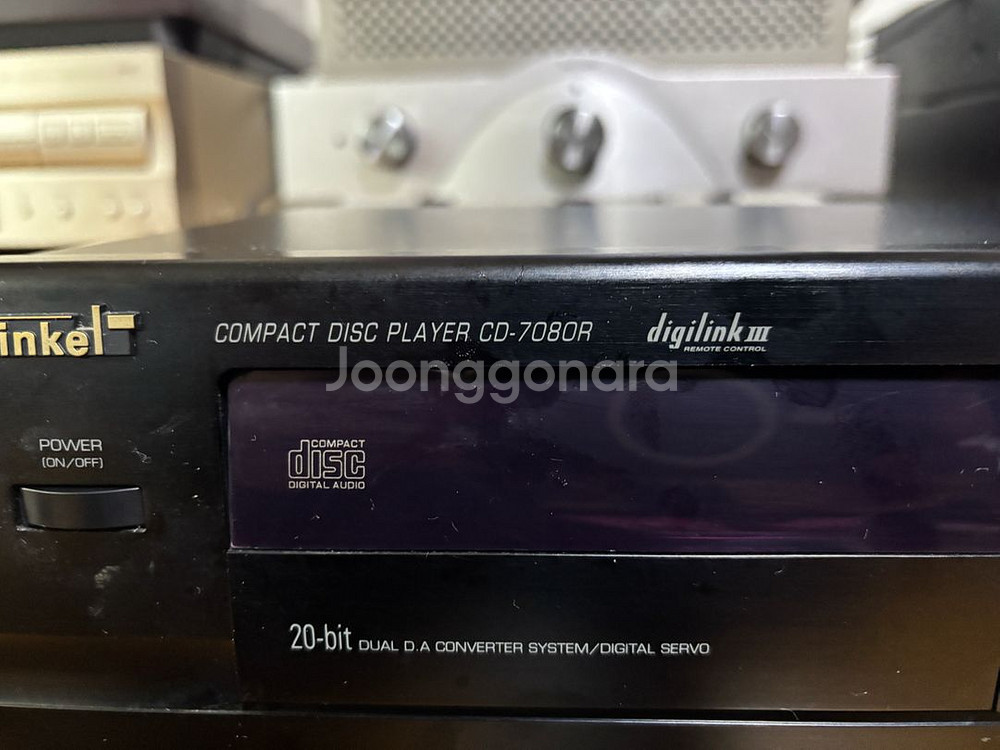 inkel
COMPACT DISC PLAYER CD-7080R
digilink III
REMOTE CONTROL
Joonggonara
POWER
(ON/OFF)
COMPACT
disc
DIGITAL AUDIO
20-bit DUAL D.A CONVERTER SYSTEM/DIGITAL SERVO